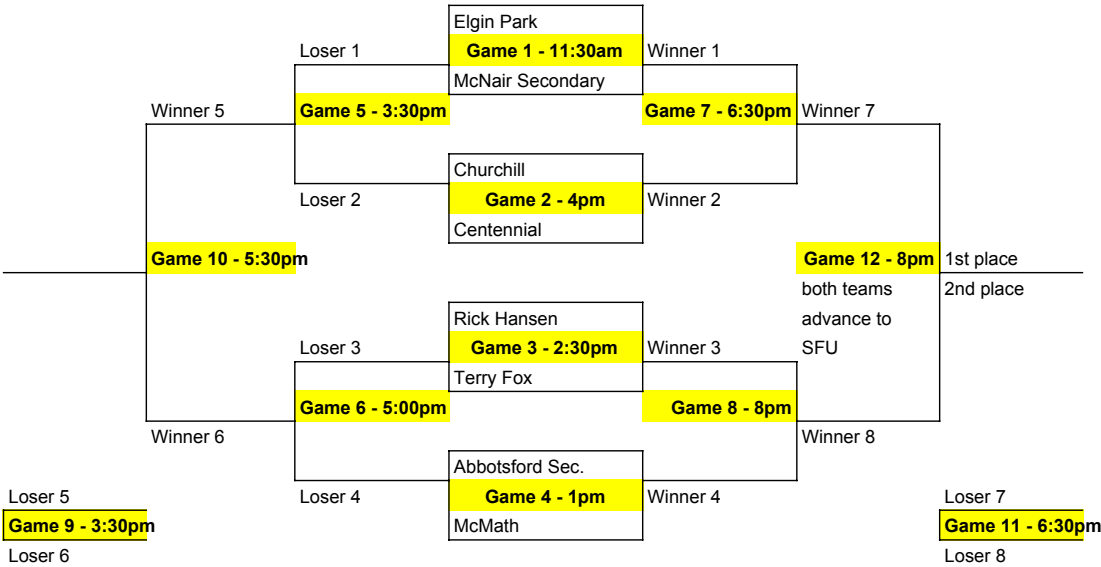 Elgin Park
Loser 1
Game 1 - 11:30am
Winner 1
McNair Secondary
Winner 5
Game 5 - 3:30pm
Game 7 - 6:30pm
Winner 7
Churchill
Loser 2
Game 2 - 4pm
Winner 2
Centennial
Game 10 - 5:30pm
Game 12 - 8pm
1st place
both teams
2nd place
advance to
SFU
Rick Hansen
Loser 3
Game 3 - 2:30pm
Winner 3
Terry Fox
Game 6 - 5:00pm
Game 8 - 8pm
Winner 6
Winner 8
Abbotsford Sec.
Loser 4
Game 4 - 1pm
Winner 4
McMath
Loser 5
Game 9 - 3:30pm
Loser 6
Loser 7
Game 11 - 6:30pm
Loser 8